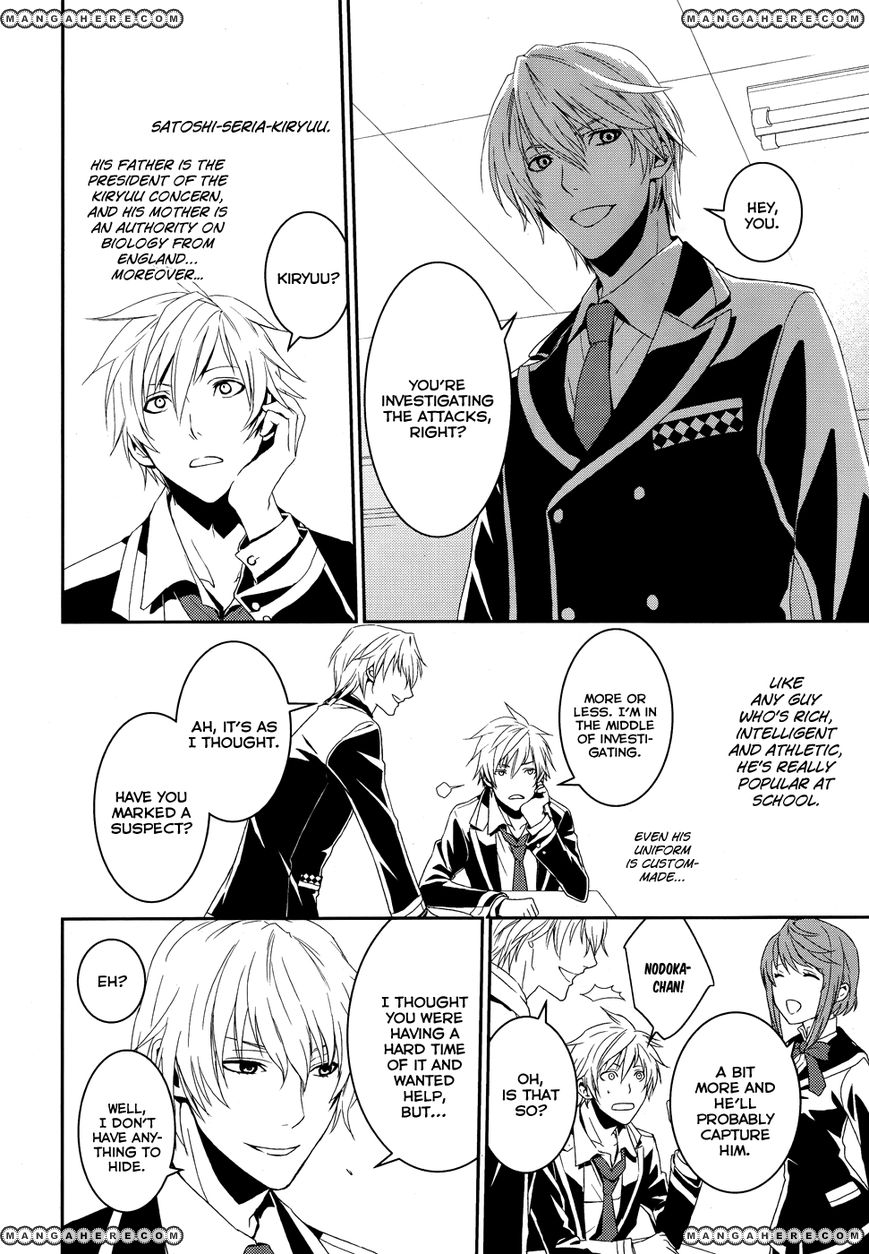 MANGAHERE.COM
MANGAHERE.COM
HEY,
YOU.
YOU'RE
INVESTIGATING
THE ATTACKS,
RIGHT?
KIRYUU?
SATOSHI-SERIA-KIRYUU.
HIS FATHER IS THE
PRESIDENT OF THE
KIRYUU CONCERN,
AND HIS MOTHER IS
AN AUTHORITY ON
BIOLOGY FROM
ENGLAND...
MOREOVER...
LIKE
ANY GUY
WHO'S RICH,
INTELLIGENT
AND ATHLETIC,
HE'S REALLY
POPULAR AT
SCHOOL.
EVEN HIS
UNIFORM
IS CUSTOM-
MADE...
MORE OR
LESS. I'M IN
THE MIDDLE
OF INVESTI-
GATING.
AH, IT'S AS
I THOUGHT.
HAVE YOU
MARKED A
SUSPECT?
NODOKA-
CHAN!
A BIT
MORE AND
HE'LL
PROBABLY
CAPTURE
HIM.
OH,
IS THAT
SO?
I THOUGHT
YOU WERE
HAVING A
HARD TIME
OF IT AND
WANTED
HELP,
BUT...
EH?
WELL,
I DON'T
HAVE ANY-
THING TO
HIDE.
MANGAHERE.COM
MANGAHERE.COM